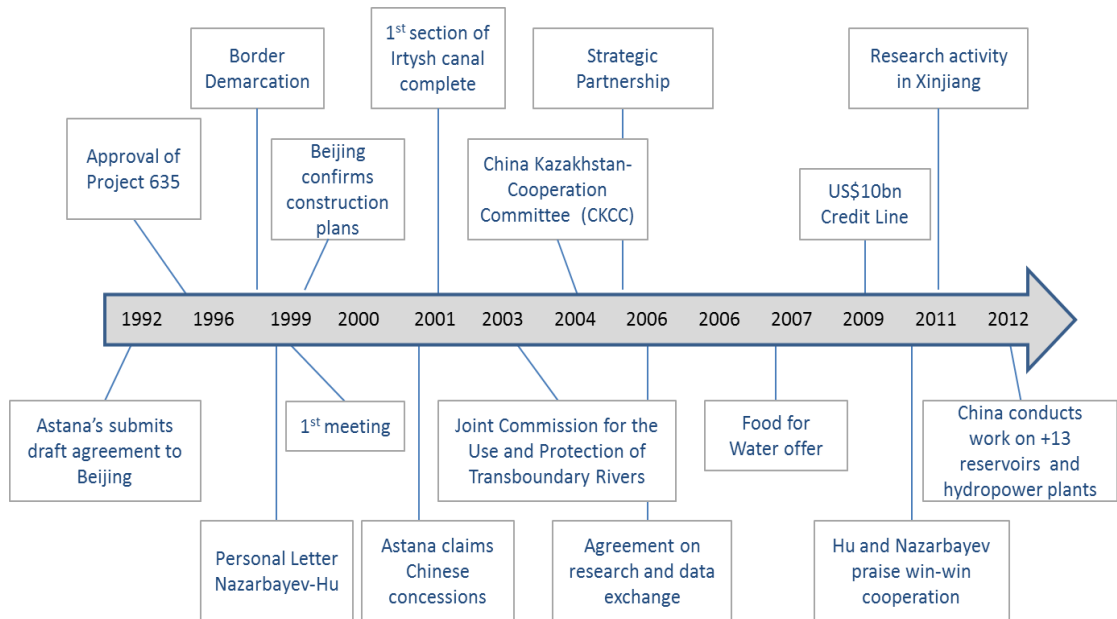 Border
Demarcation
1st section of
Irtysh canal
complete
Strategic
Partnership
Research activity
in Xinjiang
Approval of
Project 635
Beijing
confirms
construction
plans
China Kazakhstan-
Cooperation
Committee (CKCC)
US$10bn
Credit Line
1992 1996 1999 2000 2001 2003 2004 2006 2006 2007 2009 2011 2012
Astana’s submits
draft agreement to
Beijing
1st meeting
Joint Commission for the
Use and Protection of
Transboundary Rivers
Food for
Water offer
China conducts
work on +13
reservoirs and
hydropower plants
Personal Letter
Nazarbayev-Hu
Astana claims
Chinese
concessions
Agreement on
research and data
exchange
Hu and Nazarbayev
praise win-win
cooperation